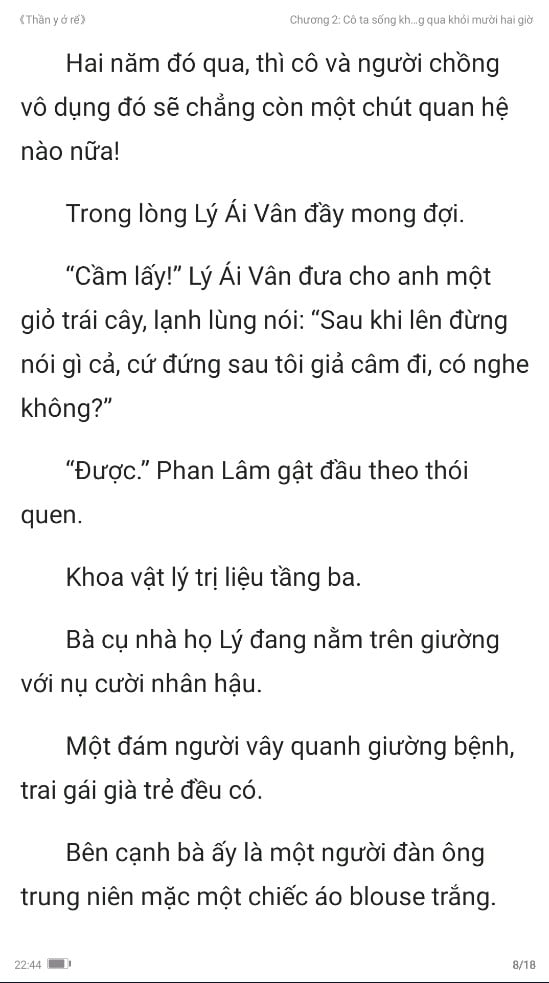 《Thần y ở rể》 Chương 2: Cô ta sống kh...g qua khỏi mười hai giờ
Hai năm đó qua, thì cô và người chồng
vô dụng đó sẽ chẳng còn một chút quan hệ
nào nữa!
Trong lòng Lý Ái Vân đầy mong đợi.
“Cầm lấy!” Lý Ái Vân đưa cho anh một
giỏ trái cây, lạnh lùng nói: “Sau khi lên đừng
nói gì cả, cứ đứng sau tôi giả câm đi, có nghe
không?”
“Được.” Phan Lâm gật đầu theo thói
quen.
Khoa vật lý trị liệu tầng ba.
Bà cụ nhà họ Lý đang nằm trên giường
với nụ cười nhân hậu.
Một đám người vây quanh giường bệnh,
trai gái già trẻ đều có.
Bên cạnh bà ấy là một người đàn ông
trung niên mặc một chiếc áo blouse trắng.
22:44 8/18